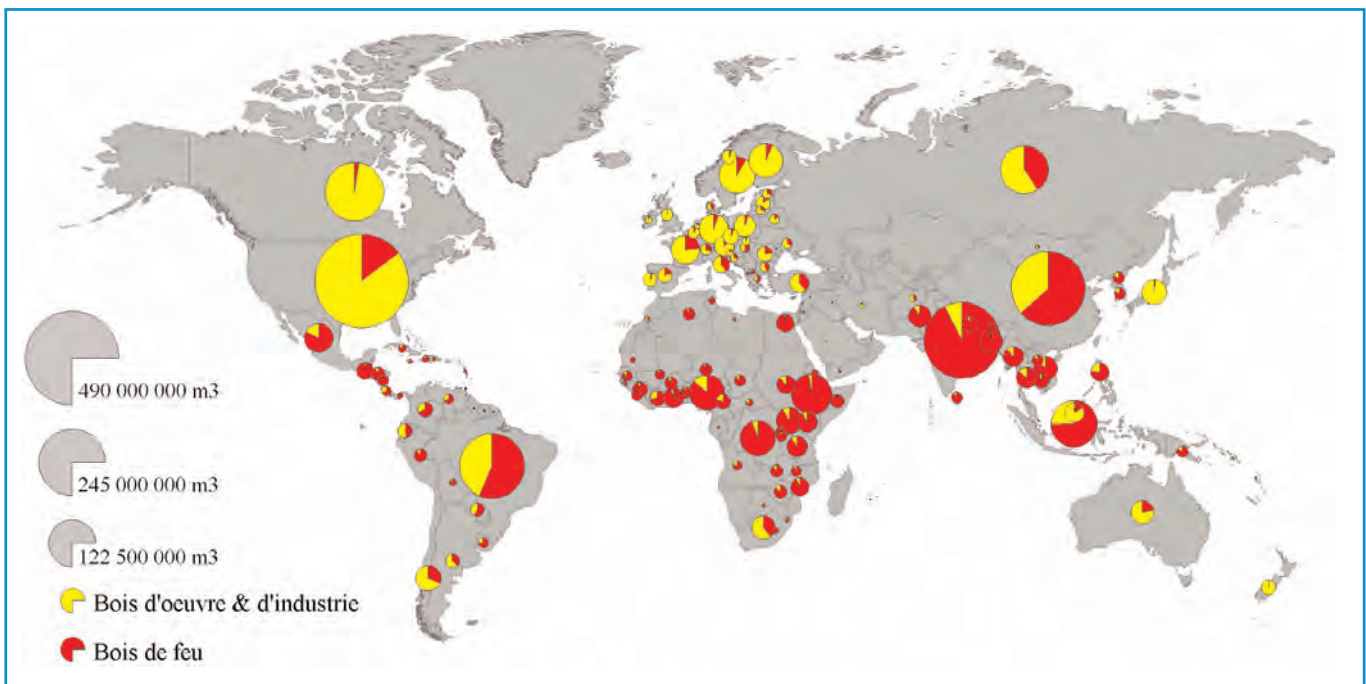 490 000 000 m3
245 000 000 m3
122 500 000 m3
Bois d'oeuvre & d'industrie
Bois de feu